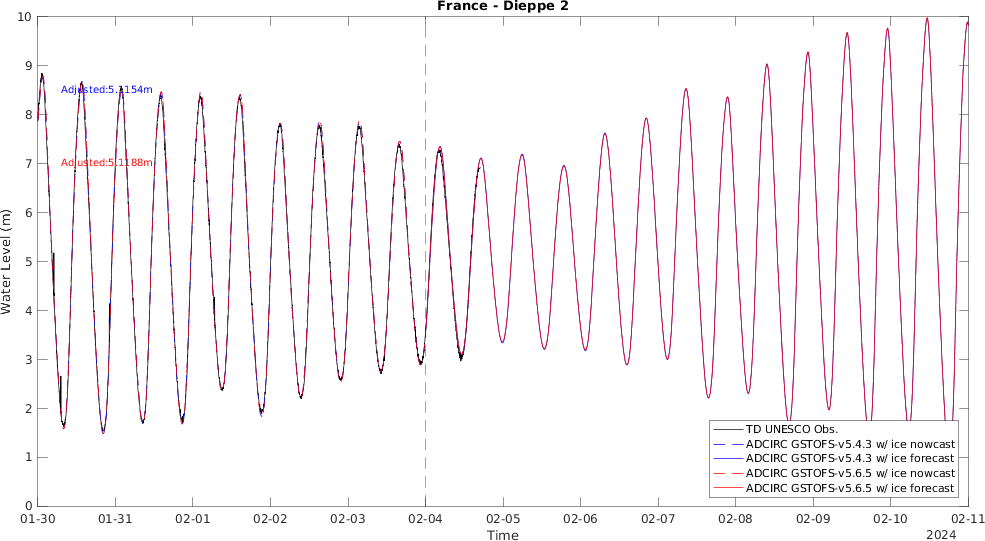 France - Dieppe 2
10
9
8
7
6
5
4
3
2
1
0
Water Level (m)
Adjusted:5.1154m
Adjusted:5.1188m
TD UNESCO Obs.
ADCIRC GSTOFS-v5.4.3 w/ ice nowcast
ADCIRC GSTOFS-v5.4.3 w/ ice forecast
ADCIRC GSTOFS-v5.6.5 w/ ice nowcast
ADCIRC GSTOFS-v5.6.5 w/ ice forecast
01-30 01-31 02-01 02-02 02-03 02-04 02-05 02-06 02-07 02-08 02-09 02-10 02-11
Time
2024